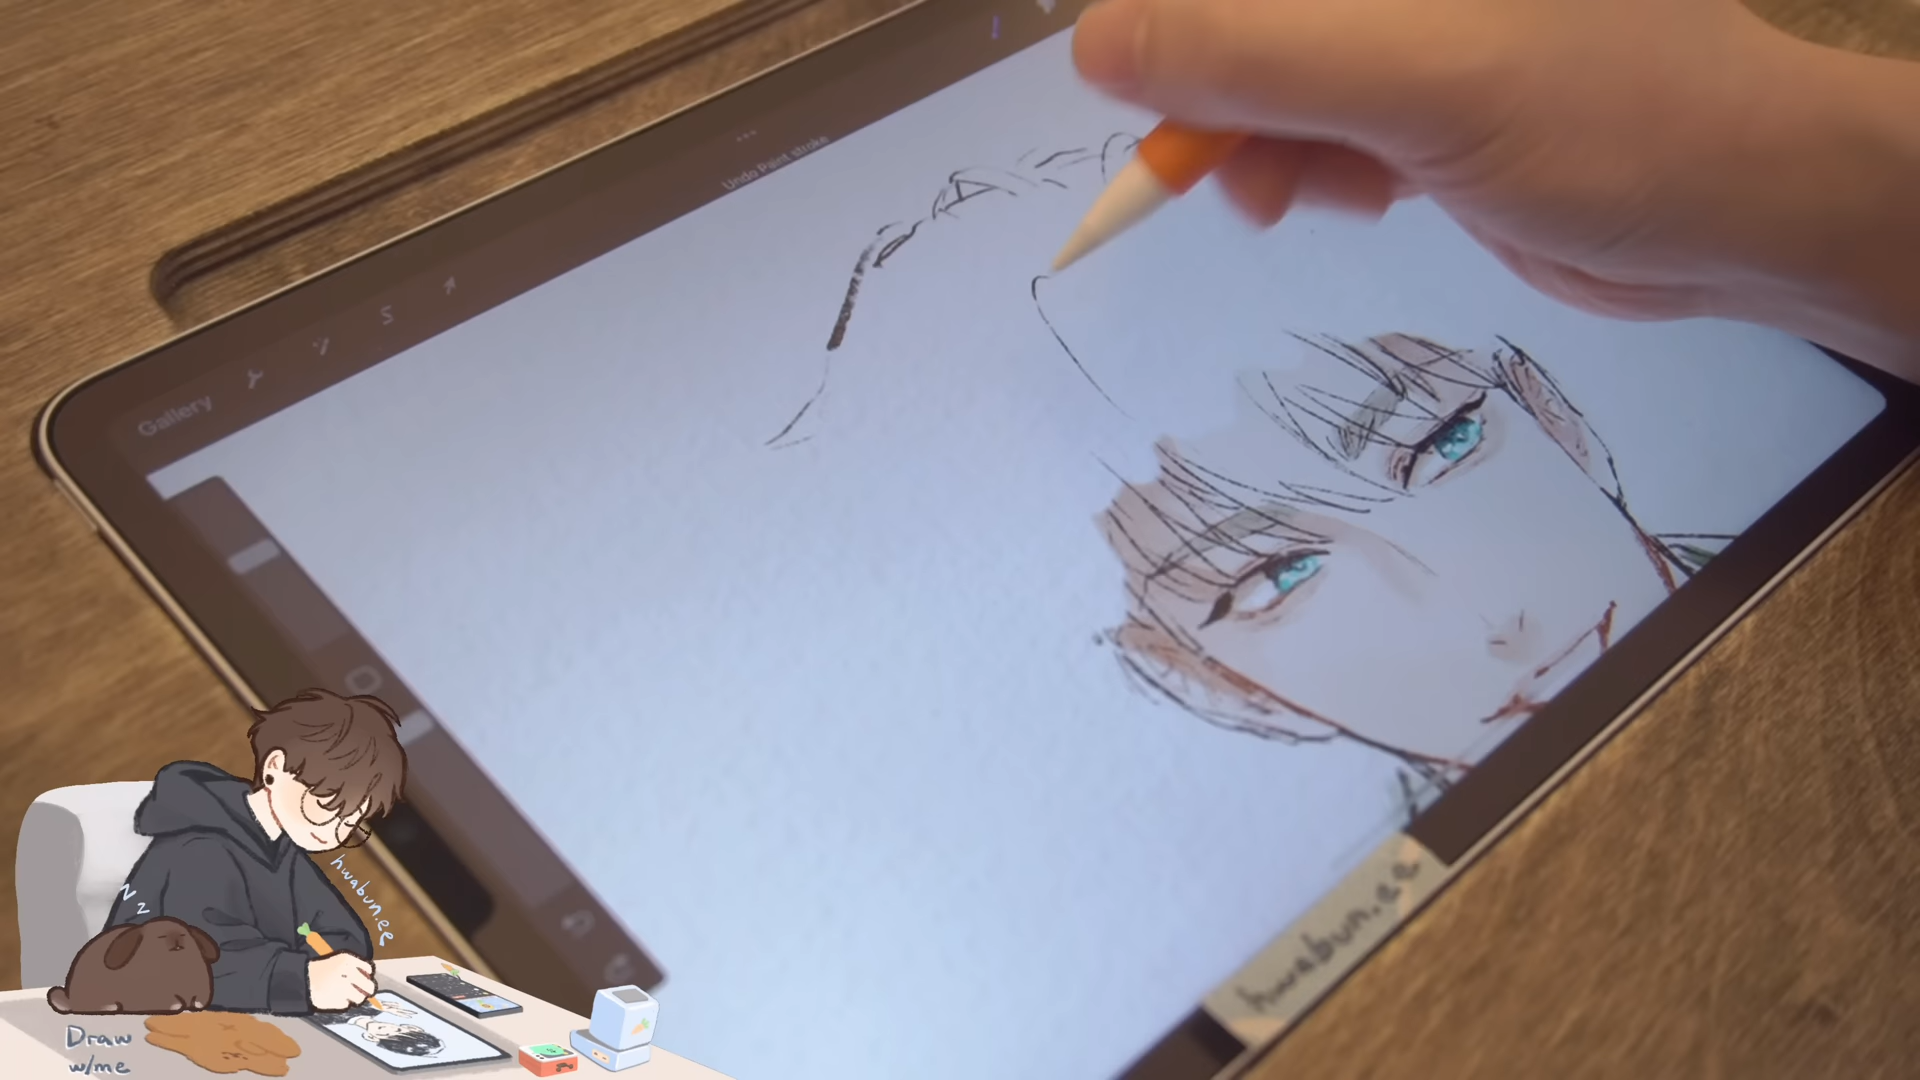 Undo Paint stroke
Gallery
hwabun.ee
z z
Draw
w/me
hwabun.ee